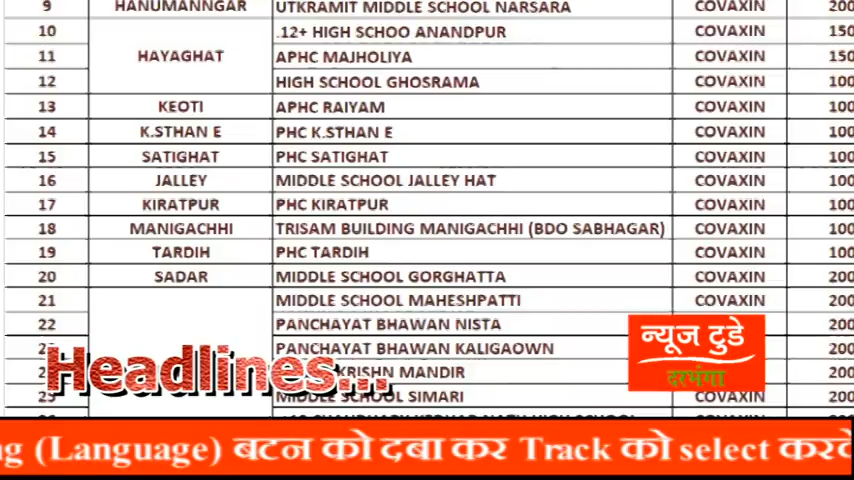 9 HANUMANNGAR UTKRAMIT MIDDLE SCHOOL NARSARA COVAXIN 200
10 .12+ HIGH SCHOO ANANDPUR COVAXIN 150
11 HAYAGHAT APHC MAJHOLIYA COVAXIN 150
12 HIGH SCHOOL GHOSRAMA COVAXIN 100
13 KEOTI APHC RAIYAM COVAXIN 100
14 K.STHAN E PHC K.STHAN E COVAXIN 100
15 SATIGHAT PHC SATIGHAT COVAXIN 100
16 JALLEY MIDDLE SCHOOL JALLEY HAT COVAXIN 100
17 KIRATPUR PHC KIRATPUR COVAXIN 100
18 MANIGACHHI TRISAM BUILDING MANIGACHHI (BDO SABHAGAR) COVAXIN 100
19 TARDIH PHC TARDIH COVAXIN 100
20 SADAR MIDDLE SCHOOL GORGHATTA COVAXIN 200
21 MIDDLE SCHOOL MAHESHPATTI COVAXIN 200
22 PANCHAYAT BHAWAN NISTA 200
PANCHAYAT BHAWAN KALIGAOWN 200
KRISHN MANDIR 200
25 MIDDLE SCHOOL SIMARI COVAXIN 200
Headlines...
न्यूज टुडे
दरभंगा
(Language) बटन को दबा कर Track को select करके